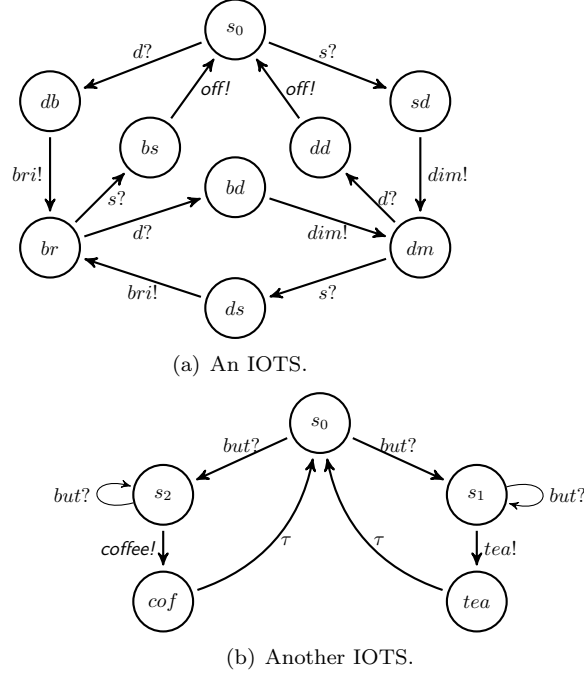 s0
d?
s?
db
sd
off!
off!
bs
dd
bri!
dim!
bd
s?
d?
d?
dim!
br
dm
bri!
s?
ds
(a) An IOTS.
s0
but?
but?
but?
s2
s1
but?
coffee!
tea!
τ
τ
cof
tea
(b) Another IOTS.